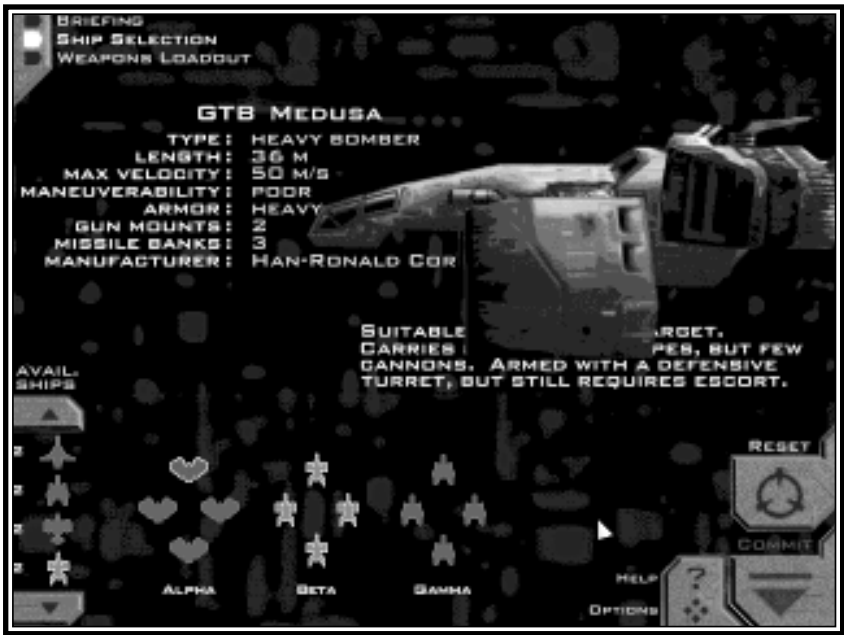 BRIEFING
SHIP SELECTION
WEAPONS LOADOUT
GTB MEDUSA
TYPE: HEAVY BOMBER
LENGTH: 36 M
MAX VELOCITY: 50 M/S
MANEUVERABILITY: POOR
ARMOR: HEAVY
GUN MOUNTS: 2
MISSILE BANKS: 3
MANUFACTURER: HAN-RONALD COR
SUITABLE RGET.
CARRIES PES, BUT FEW
CANNONS. ARMED WITH A DEFENSIVE
TURRET, BUT STILL REQUIRES ESCORT.
AVAIL.
SHIPS
2
2
2
2
ALPHA
BETA
GAMMA
RESET
COMMIT
HELP
?
OPTIONS